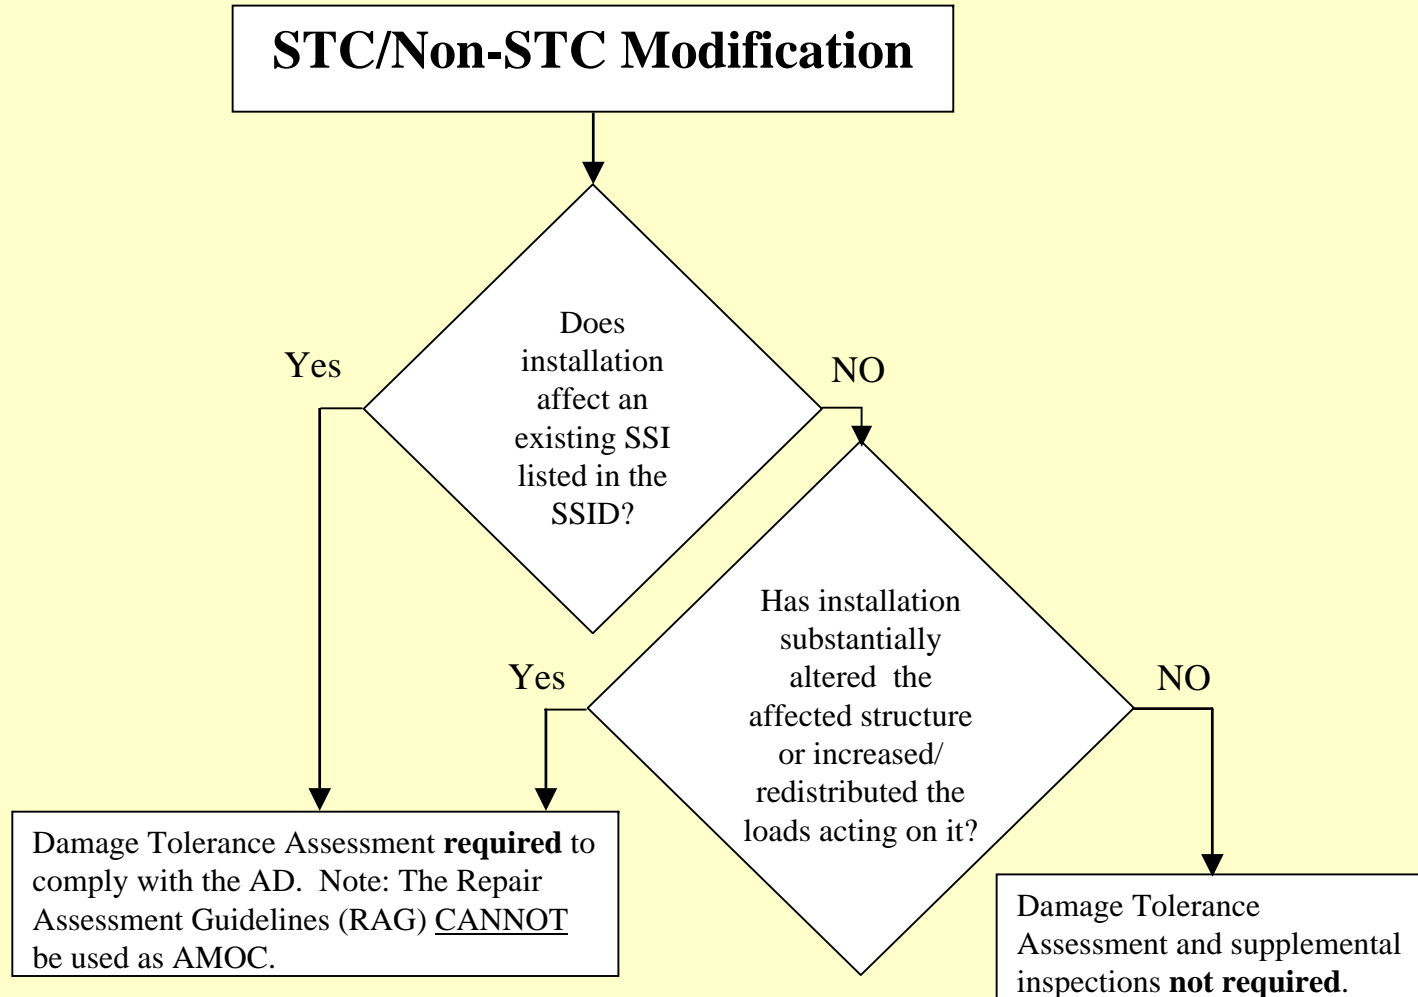 STC/Non-STC Modification
Does
installation
affect an
existing SSI
listed in the
SSID?
Yes
NO
Has installation
substantially
altered the
affected structure
or increased/
redistributed the
loads acting on it?
Yes
NO
Damage Tolerance Assessment required to
comply with the AD. Note: The Repair
Assessment Guidelines (RAG) CANNOT
be used as AMOC.
Damage Tolerance
Assessment and supplemental
inspections not required.